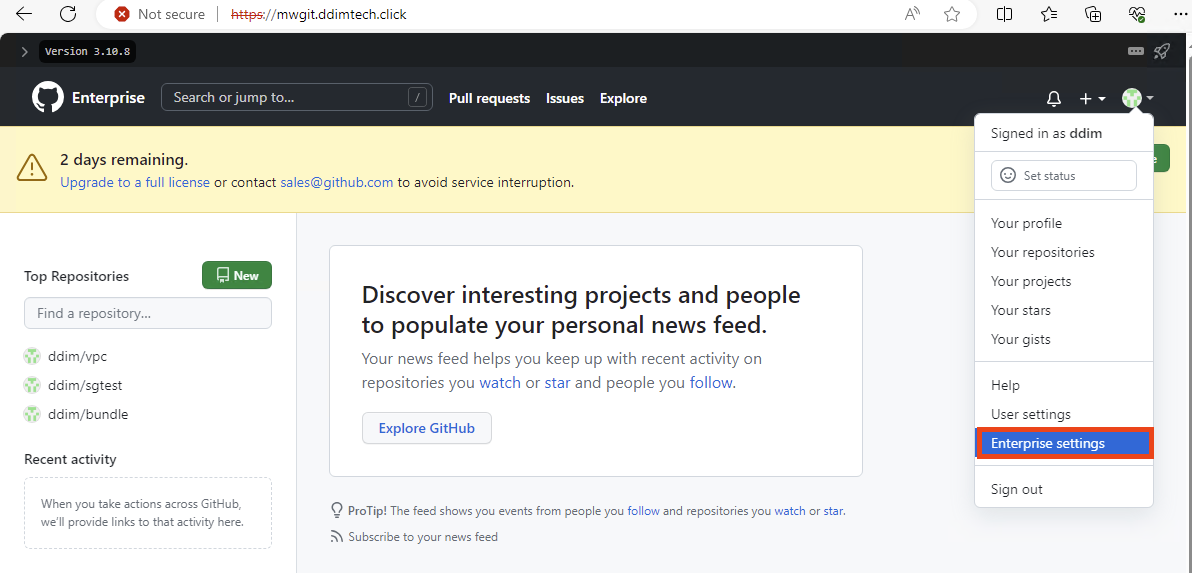 Not secure https://mwgit.ddimtech.click
Version 3.10.8
Enterprise Search or jump to... / Pull requests Issues Explore
2 days remaining.
Upgrade to a full license or contact sales@github.com to avoid service interruption.
Signed in as ddim
Set status
Your profile
Your repositories
Your projects
Your stars
Your gists
Help
User settings
Enterprise settings
Sign out
Top Repositories New
Find a repository...
ddim/vpc
ddim/sgtest
ddim/bundle
Recent activity
When you take actions across GitHub,
we'll provide links to that activity here.
Discover interesting projects and people
to populate your personal news feed.
Your news feed helps you keep up with recent activity on
repositories you watch or star and people you follow.
Explore GitHub
ProTip! The feed shows you events from people you follow and repositories you watch or star.
Subscribe to your news feed